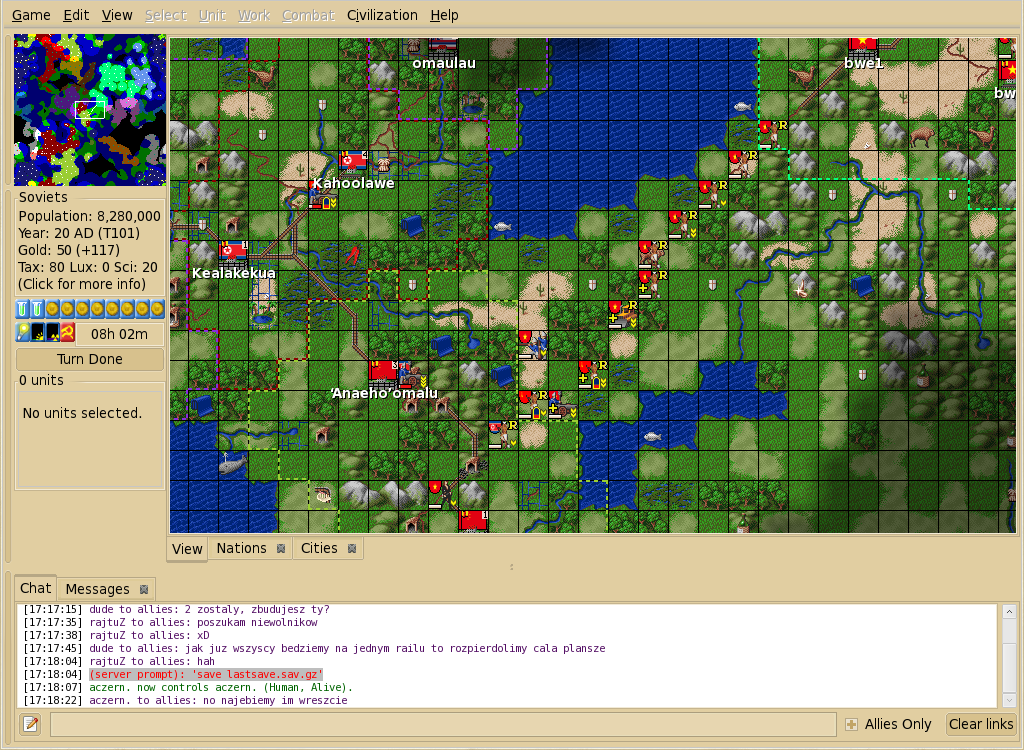 Game Edit View Select Unit Work Combat Civilization Help
omaulau
bwe1
bw
R
R
Kahoolawe
R
R
1
Kealakekua
R
R
R
Soviets
Population: 8,280,000
Year: 20 AD (T101)
Gold: 50 (+117)
Tax: 80 Lux: 0 Sci: 20
(Click for more info)
08h 02m
Turn Done
0 units
No units selected.
R
R
'Anaeho'omalu
R
R
1
View Nations Cities
Chat Messages
[17:17:15] dude to allies: 2 zostaly, zbudujesz ty?
[17:17:35] rajtuZ to allies: poszukam niewolnikow
[17:17:38] rajtuZ to allies: xD
[17:17:45] dude to allies: jak juz wszyscy bedziemy na jednym railu to rozpierdolimy cala plansze
[17:18:04] rajtuZ to allies: hah
[17:18:04] (server prompt): 'save lastsave.sav.gz'
[17:18:07] aczern. now controls aczern. (Human, Alive).
[17:18:22] aczern. to allies: no najebiemy im wreszcie
Allies Only Clear links